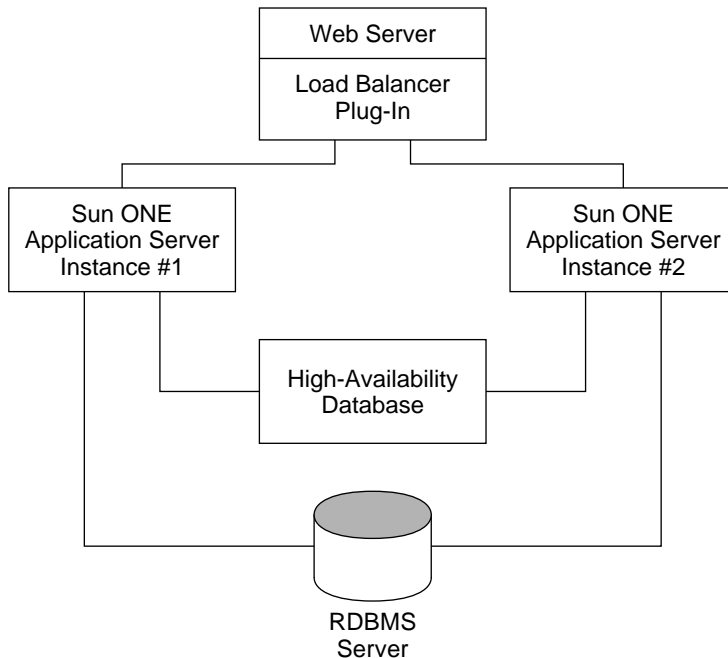 Web Server
Load Balancer
Plug-In
Sun ONE
Application Server
Instance #1
Sun ONE
Application Server
Instance #2
High-Availability
Database
RDBMS
Server